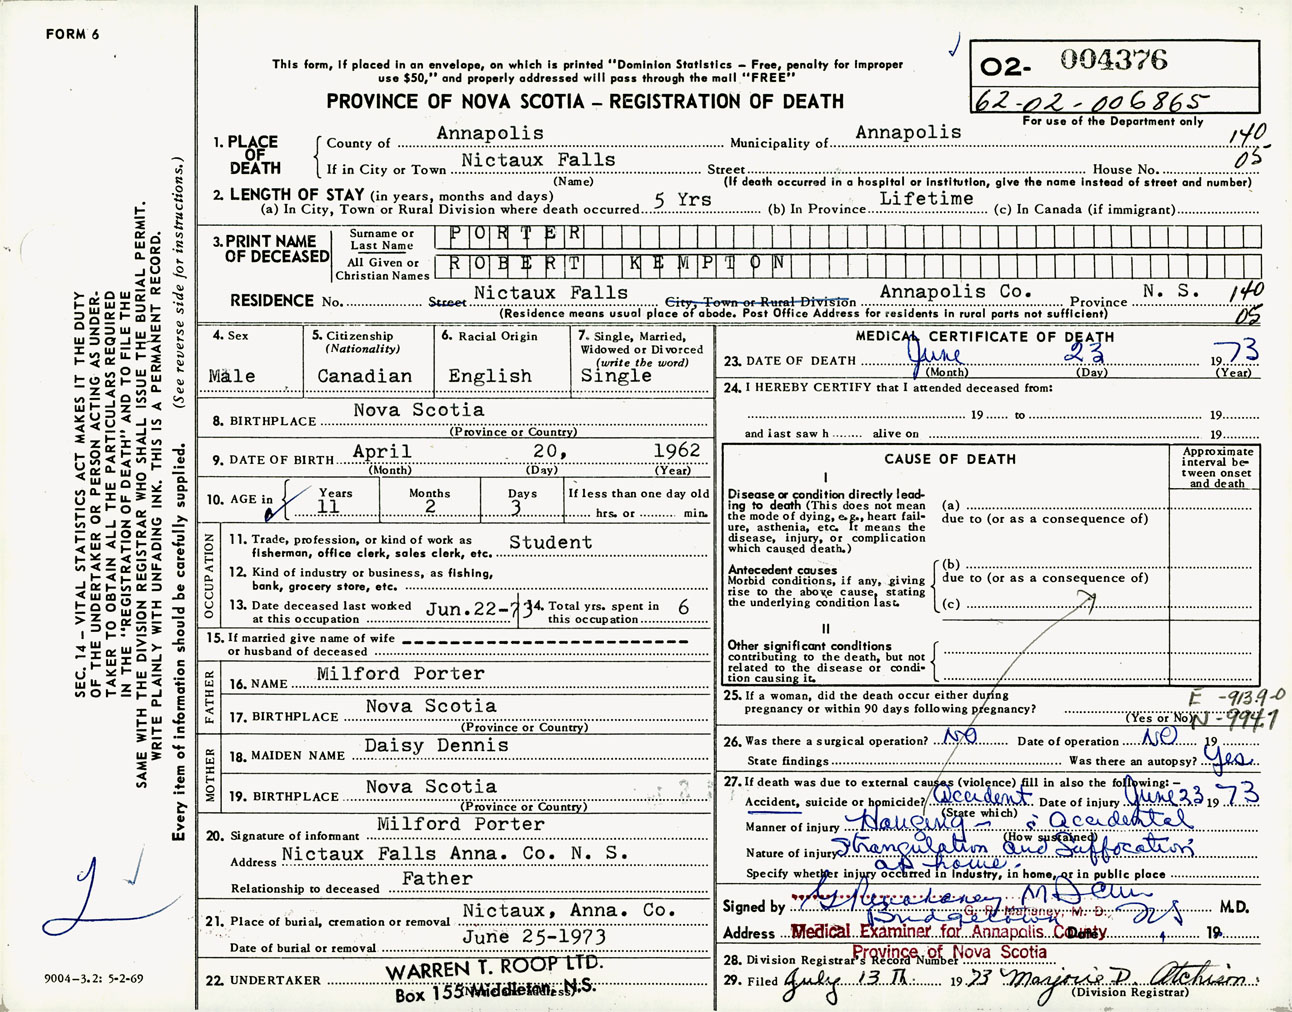 FORM 6
This form, if placed in an envelope, on which is printed "Dominion Statistics – Free, penalty for improper
use $50," and properly addressed will pass through the mail "FREE"
PROVINCE OF NOVA SCOTIA – REGISTRATION OF DEATH
02- 004376
62-02-006865
For use of the Department only
1. PLACE OF DEATH
County of Annapolis Municipality of Annapolis 140
If in City or Town Nictaux Falls Street House No. 05
(Name) (If death occurred in a hospital or institution, give the name instead of street and number)
2. LENGTH OF STAY (in years, months and days)
(a) In City, Town or Rural Division where death occurred 5 Yrs (b) In Province Lifetime (c) In Canada (if immigrant)
3. PRINT NAME OF DECEASED
Surname or Last Name PORTER
All Given or Christian Names ROBERT KEMPTON
RESIDENCE No. Street Nictaux Falls City, Town or Rural Division Annapolis Co. Province N. S. 140
(Residence means usual place of abode. Post Office Address for residents in rural parts not sufficient) 05
4. Sex
Male
5. Citizenship
(Nationality)
Canadian
6. Racial Origin
English
7. Single, Married,
Widowed or Divorced
(write the word)
Single
8. BIRTHPLACE Nova Scotia
(Province or Country)
9. DATE OF BIRTH April 20, 1962
(Month) (Day) (Year)
10. AGE in Years Months Days If less than one day old
11 2 3 hrs. or min.
OCCUPATION
11. Trade, profession, or kind of work as
fisherman, office clerk, sales clerk, etc. Student
12. Kind of industry or business, as fishing,
bank, grocery store, etc.
13. Date deceased last worked
at this occupation Jun.22-73
14. Total yrs. spent in
this occupation 6
15. If married give name of wife
or husband of deceased
FATHER
16. NAME Milford Porter
17. BIRTHPLACE Nova Scotia
(Province or Country)
MOTHER
18. MAIDEN NAME Daisy Dennis
19. BIRTHPLACE Nova Scotia
(Province or Country)
20. Signature of informant Milford Porter
Address Nictaux Falls Anna. Co. N. S.
Relationship to deceased Father
21. Place of burial, cremation or removal Nictaux, Anna. Co.
Date of burial or removal June 25-1973
22. UNDERTAKER WARREN T. ROOP LTD.
Box 155 Middleton, N.S.
MEDICAL CERTIFICATE OF DEATH
23. DATE OF DEATH June 23 1973
(Month) (Day) (Year)
24. I HEREBY CERTIFY that I attended deceased from:
19 to 19
and last saw h alive on 19
CAUSE OF DEATH
Approximate
interval be-
tween onset
and death
I
Disease or condition directly lead-
ing to death (This does not mean
the mode of dying, e.g., heart fail-
ure, asthenia, etc. It means the
disease, injury, or complication
which caused death.)
(a)
due to (or as a consequence of)
Antecedent causes
Morbid conditions, if any, giving
rise to the above cause, stating
the underlying condition last.
(b)
due to (or as a consequence of)
(c)
II
Other significant conditions
contributing to the death, but not
related to the disease or condi-
tion causing it.
25. If a woman, did the death occur either during
pregnancy or within 90 days following pregnancy?
(Yes or No)
E -913.9-0
N -994.7
26. Was there a surgical operation? NO Date of operation NO 19
State findings Was there an autopsy? Yes
27. If death was due to external causes (violence) fill in also the following:–
Accident, suicide or homicide? Accident Date of injury June 23 1973
(State which)
Manner of injury Hanging – accidental
(How sustained)
Nature of injury Strangulation and Suffocation
at home.
Specify whether injury occurred in industry, in home, or in public place
Signed by M.D. M.D.
Bridgetown NS
G. R. Mahaney, M. D.
Address Medical Examiner for Annapolis County Date 19
Province of Nova Scotia
28. Division Registrar's Record Number
29. Filed July 13 Th. 1973 Marjorie D. Atchison
(Division Registrar)
SEC. 14 – VITAL STATISTICS ACT MAKES IT THE DUTY
OF THE UNDERTAKER OR PERSON ACTING AS UNDER-
TAKER TO OBTAIN ALL THE PARTICULARS REQUIRED
IN THE "REGISTRATION OF DEATH" AND TO FILE THE
SAME WITH THE DIVISION REGISTRAR WHO SHALL ISSUE THE BURIAL PERMIT.
WRITE PLAINLY WITH UNFADING INK. THIS IS A PERMANENT RECORD.
Every item of information should be carefully supplied. (See reverse side for instructions.)
9004–3.2: 5-2-69